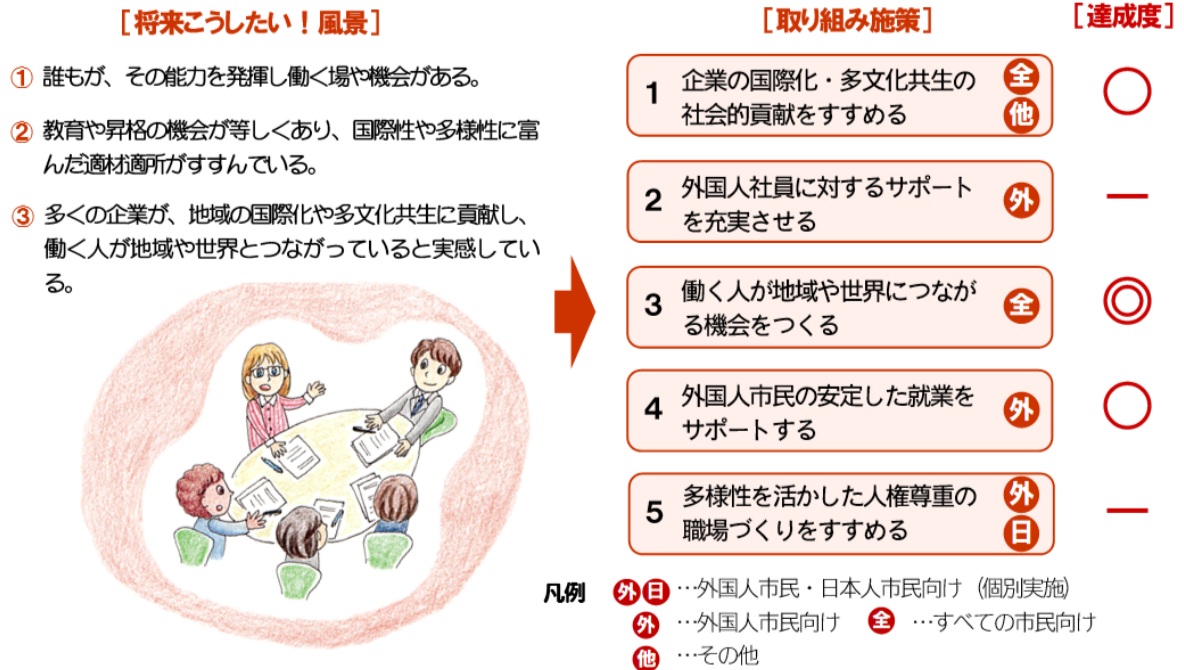 [将来こうしたい！風景]
① 誰もが、その能力を発揮し働く場や機会がある。
② 教育や昇格の機会が等しくあり、国際性や多様性に富
んだ適材適所がすすんでいる。
③ 多くの企業が、地域の国際化や多文化共生に貢献し、
働く人が地域や世界とつながっていると実感してい
る。
[取り組み施策]
[達成度]
1 企業の国際化・多文化共生の 全
社会的貢献をすすめる 他
○
2 外国人社員に対するサポート
を充実させる 外
―
3 働く人が地域や世界につなが
る機会をつくる 全
◎
4 外国人市民の安定した就業を
サポートする 外
○
5 多様性を活かした人権尊重の 外
職場づくりをすすめる 日
―
凡例 外日…外国人市民・日本人市民向け（個別実施）
外…外国人市民向け 全…すべての市民向け
他…その他